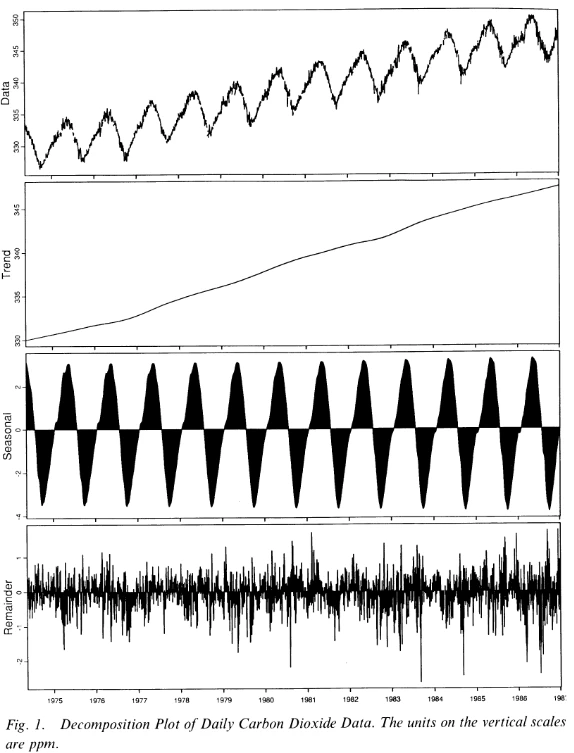 350
345
340
335
330
Data
345
340
335
330
Trend
2
0
-2
-4
Seasonal
1
0
-1
-2
Remainder
1975 1976 1977 1978 1979 1980 1981 1982 1983 1984 1985 1986 198
Fig. 1. Decomposition Plot of Daily Carbon Dioxide Data. The units on the vertical scales
are ppm.